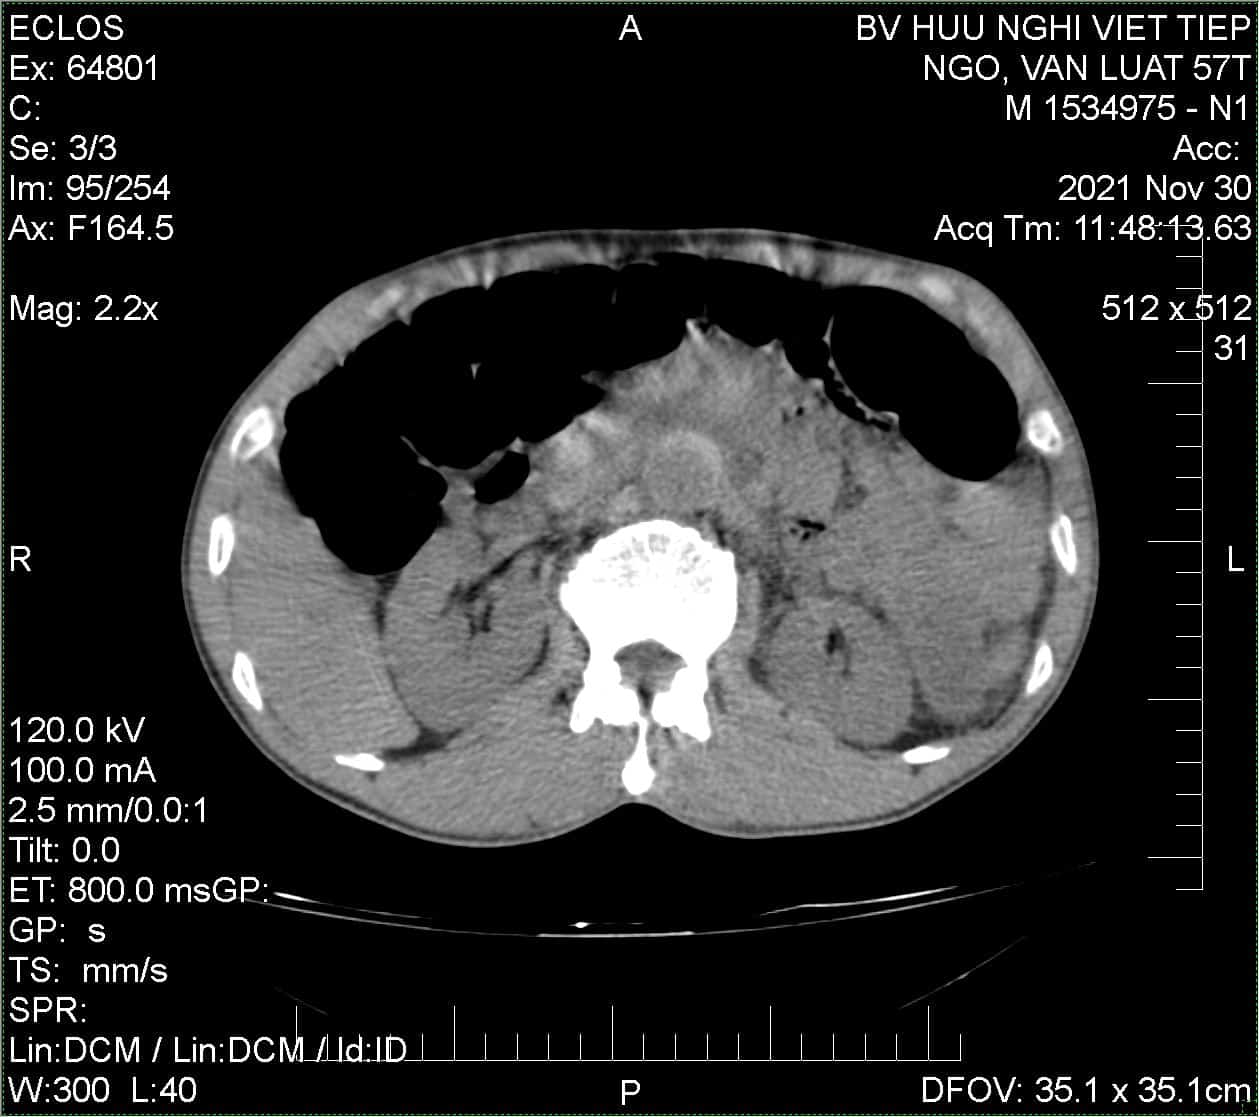 ECLOS
Ex: 64801
C:
Se: 3/3
Im: 95/254
Ax: F164.5
Mag: 2.2x
A
BV HUU NGHI VIET TIEP
NGO, VAN LUAT 57T
M 1534975 - N1
Acc:
2021 Nov 30
Acq Tm: 11:48:13.63
512 x 512
31
R
L
120.0 kV
100.0 mA
2.5 mm/0.0:1
Tilt: 0.0
ET: 800.0 msGP:
GP: s
TS: mm/s
SPR:
Lin:DCM / Lin:DCM / Id:ID
W:300 L:40
P
DFOV: 35.1 x 35.1cm